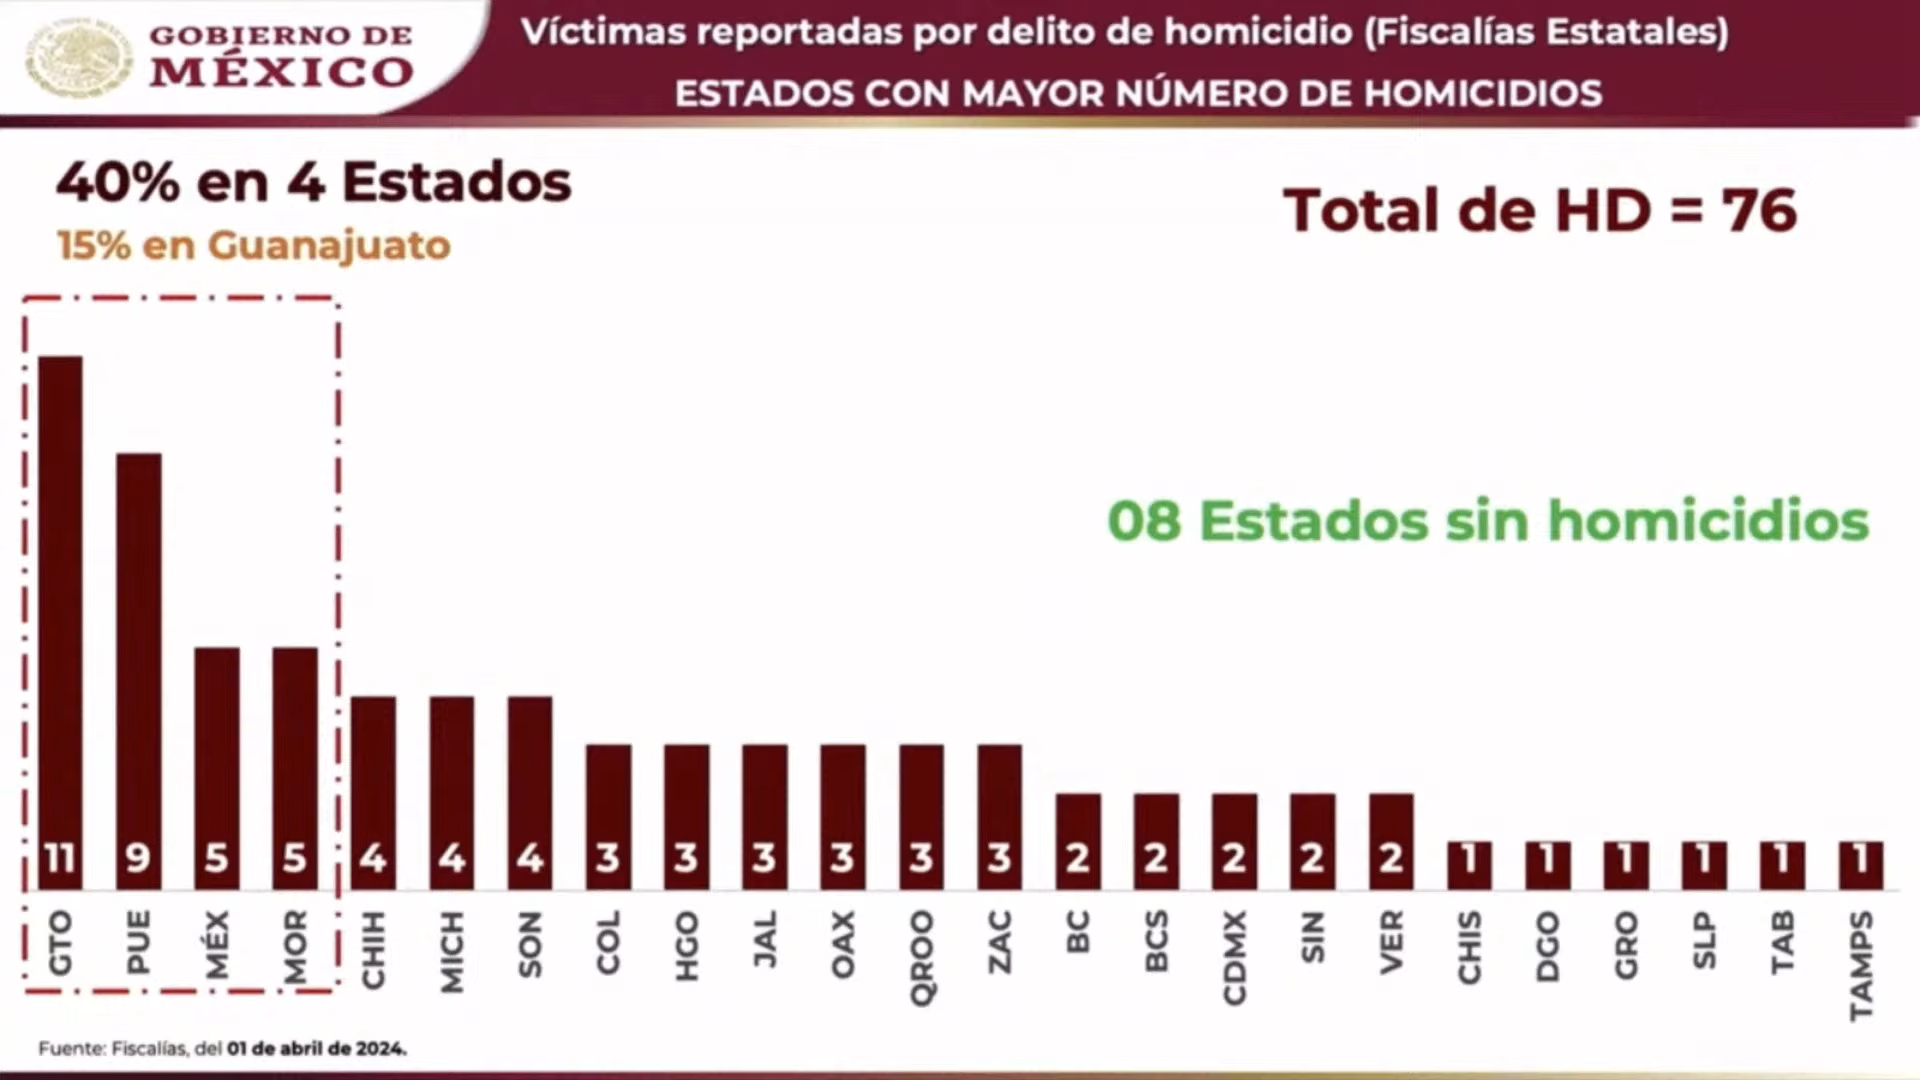 GOBIERNO DE
MÉXICO
Víctimas reportadas por delito de homicidio (Fiscalías Estatales)
ESTADOS CON MAYOR NÚMERO DE HOMICIDIOS
40% en 4 Estados
15% en Guanajuato
Total de HD = 76
08 Estados sin homicidios
11 9 5 5 4 4 4 3 3 3 3 3 3 2 2 2 2 2 1 1 1 1 1 1
GTO PUE MÉX MOR CHIH MICH SON COL HGO JAL OAX QROO ZAC BC BCS CDMX SIN VER CHIS DGO GRO SLP TAB TAMPS
Fuente: Fiscalías, del 01 de abril de 2024.